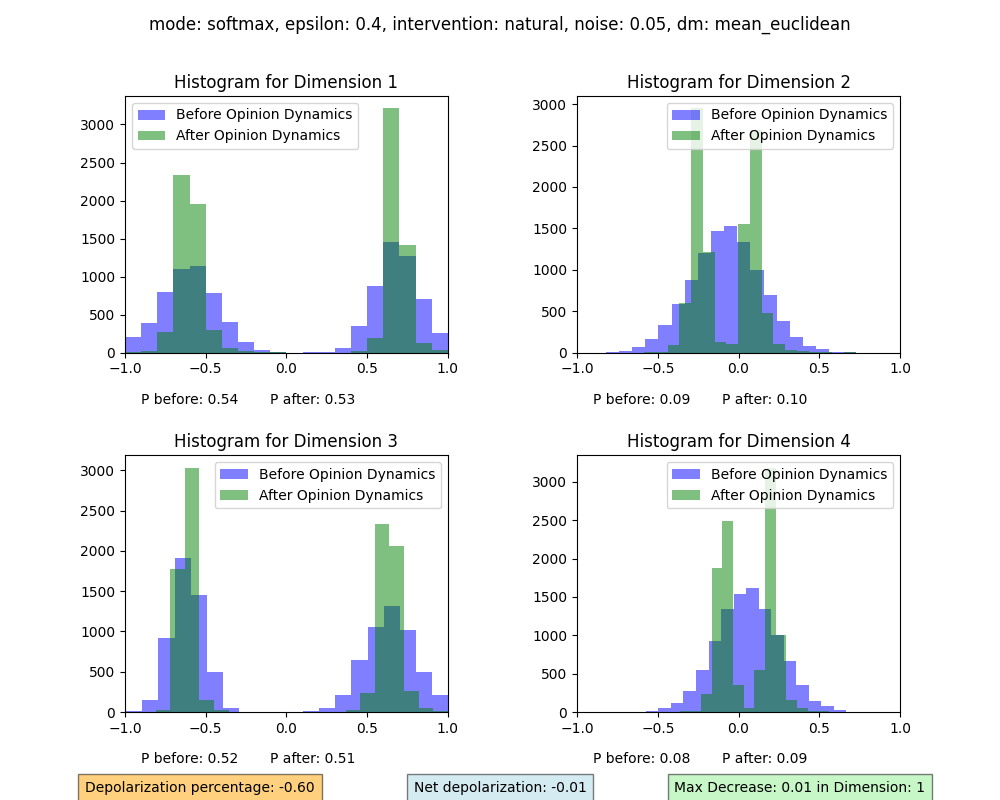 mode: softmax, epsilon: 0.4, intervention: natural, noise: 0.05, dm: mean_euclidean
Histogram for Dimension 1
Before Opinion Dynamics
After Opinion Dynamics
3000
2500
2000
1500
1000
500
0
−1.0 −0.5 0.0 0.5 1.0
P before: 0.54 P after: 0.53
Histogram for Dimension 2
Before Opinion Dynamics
After Opinion Dynamics
3000
2500
2000
1500
1000
500
0
−1.0 −0.5 0.0 0.5 1.0
P before: 0.09 P after: 0.10
Histogram for Dimension 3
Before Opinion Dynamics
After Opinion Dynamics
3000
2500
2000
1500
1000
500
0
−1.0 −0.5 0.0 0.5 1.0
P before: 0.52 P after: 0.51
Histogram for Dimension 4
Before Opinion Dynamics
After Opinion Dynamics
3000
2500
2000
1500
1000
500
0
−1.0 −0.5 0.0 0.5 1.0
P before: 0.08 P after: 0.09
Depolarization percentage: -0.60
Net depolarization: -0.01
Max Decrease: 0.01 in Dimension: 1